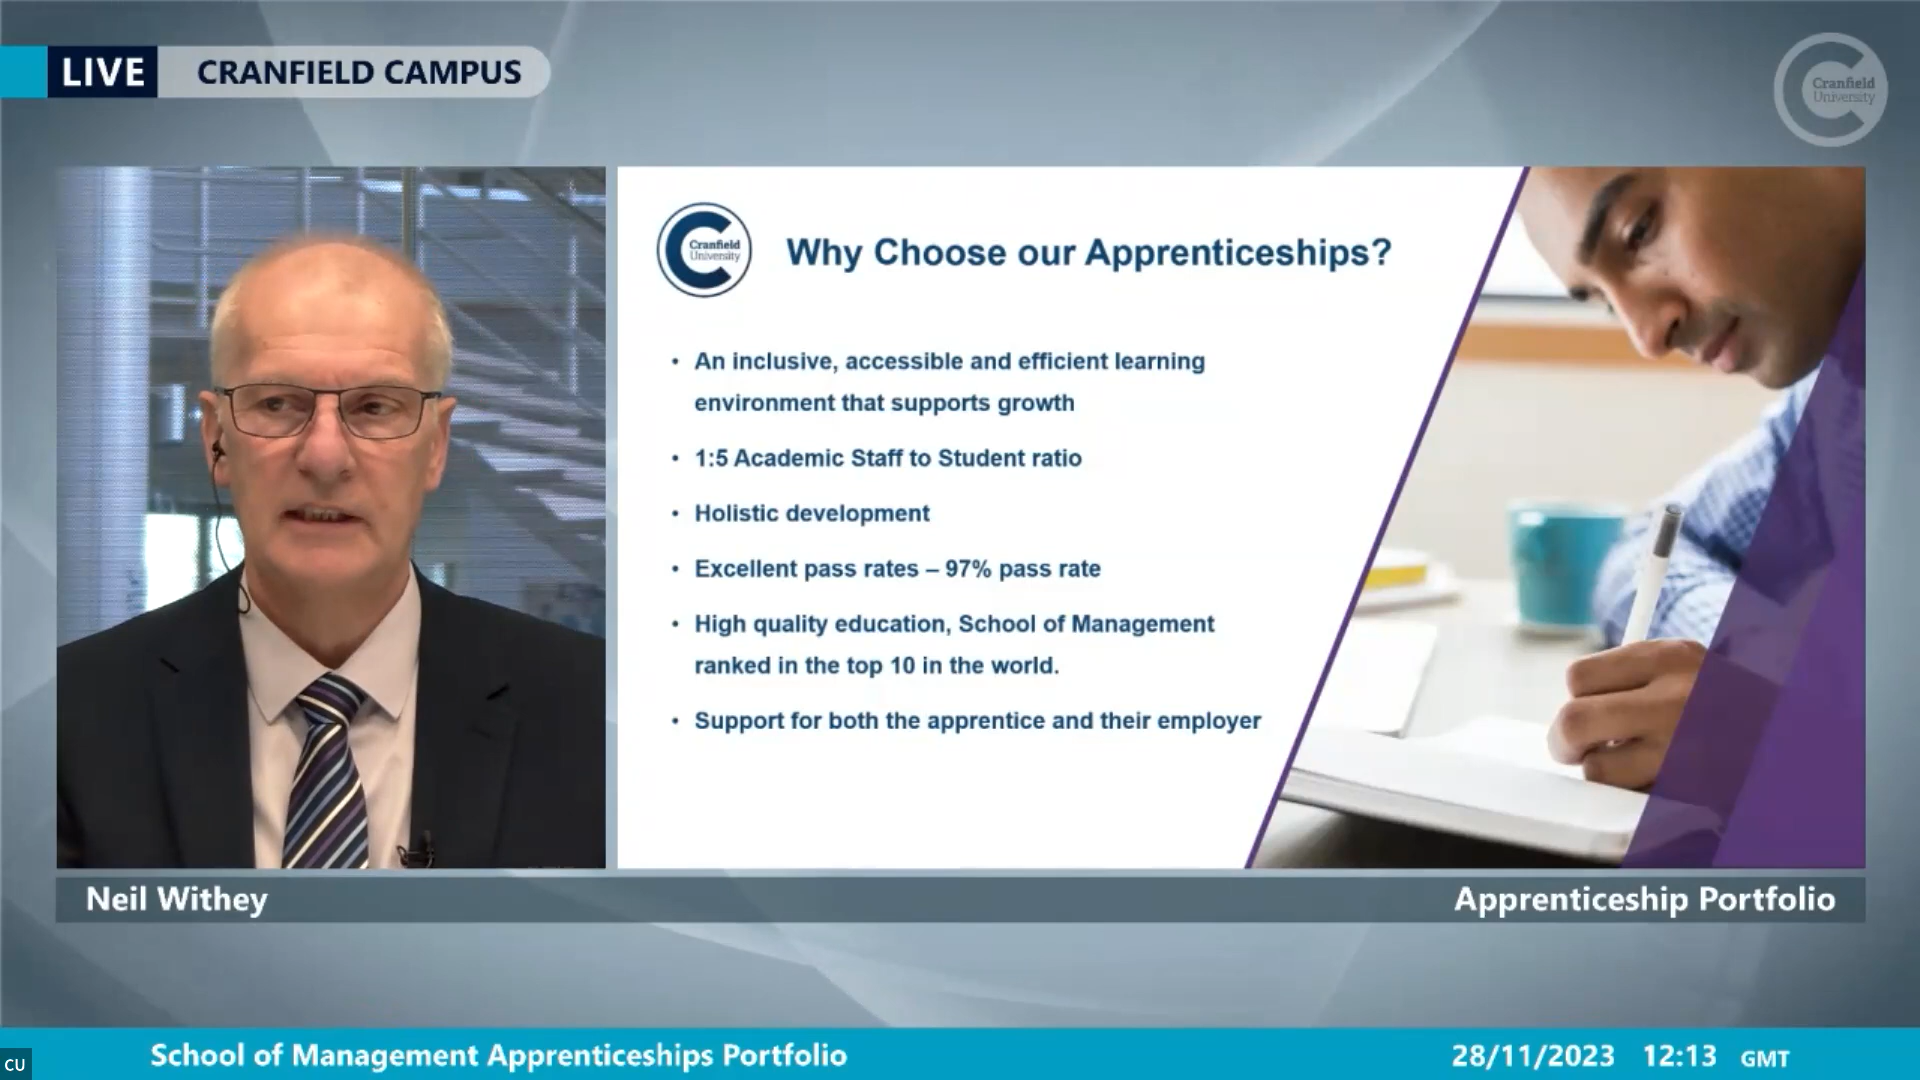 LIVE
CRANFIELD CAMPUS
Cranfield
University
Cranfield
University
Why Choose our Apprenticeships?
• An inclusive, accessible and efficient learning
environment that supports growth
• 1:5 Academic Staff to Student ratio
• Holistic development
• Excellent pass rates – 97% pass rate
• High quality education, School of Management
ranked in the top 10 in the world.
• Support for both the apprentice and their employer
Neil Withey
Apprenticeship Portfolio
School of Management Apprenticeships Portfolio
28/11/2023 12:13 GMT
CU